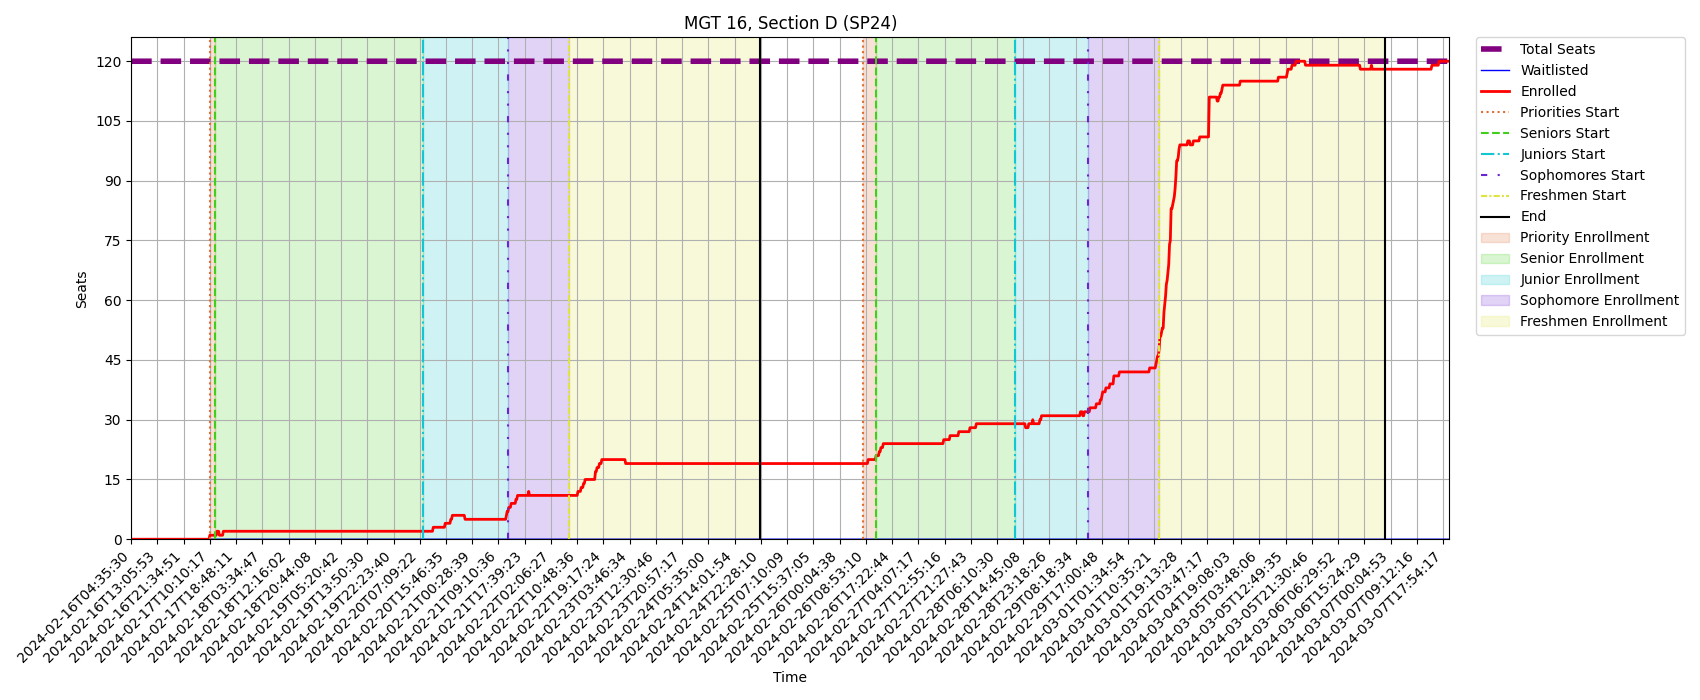 MGT 16, Section D (SP24)
Seats
120
105
90
75
60
45
30
15
0
2024-02-16T04:35:30
2024-02-16T13:05:53
2024-02-16T21:34:51
2024-02-17T10:10:17
2024-02-17T18:48:11
2024-02-18T03:34:47
2024-02-18T12:16:02
2024-02-18T20:44:08
2024-02-19T05:20:42
2024-02-19T13:50:30
2024-02-19T22:23:40
2024-02-20T07:09:22
2024-02-20T15:46:35
2024-02-21T00:28:39
2024-02-21T09:10:36
2024-02-21T17:39:23
2024-02-22T02:06:27
2024-02-22T10:48:36
2024-02-22T19:17:24
2024-02-23T03:46:34
2024-02-23T12:30:46
2024-02-23T20:57:17
2024-02-24T05:35:00
2024-02-24T14:01:54
2024-02-24T22:28:10
2024-02-25T07:10:09
2024-02-25T15:37:05
2024-02-26T00:04:38
2024-02-26T08:53:10
2024-02-26T17:22:44
2024-02-27T04:07:17
2024-02-27T12:55:16
2024-02-27T21:27:43
2024-02-28T06:10:30
2024-02-28T14:45:08
2024-02-28T23:18:26
2024-02-29T08:18:34
2024-02-29T17:00:48
2024-03-01T01:34:54
2024-03-01T10:35:21
2024-03-01T19:13:28
2024-03-02T03:47:17
2024-03-04T19:08:03
2024-03-05T03:48:06
2024-03-05T12:49:35
2024-03-05T21:30:46
2024-03-06T06:29:52
2024-03-06T15:24:29
2024-03-07T00:04:53
2024-03-07T09:12:16
2024-03-07T17:54:17
Time
Total Seats
Waitlisted
Enrolled
Priorities Start
Seniors Start
Juniors Start
Sophomores Start
Freshmen Start
End
Priority Enrollment
Senior Enrollment
Junior Enrollment
Sophomore Enrollment
Freshmen Enrollment